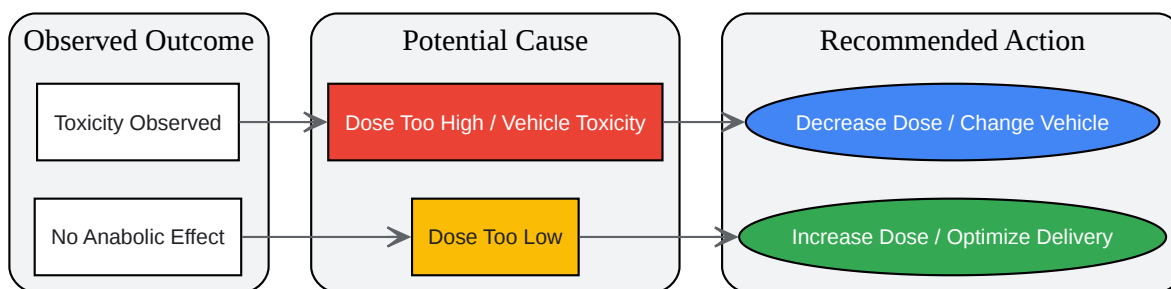 Observed Outcome
Potential Cause
Recommended Action
Toxicity Observed
Dose Too High / Vehicle Toxicity
Decrease Dose / Change Vehicle
No Anabolic Effect
Dose Too Low
Increase Dose / Optimize Delivery